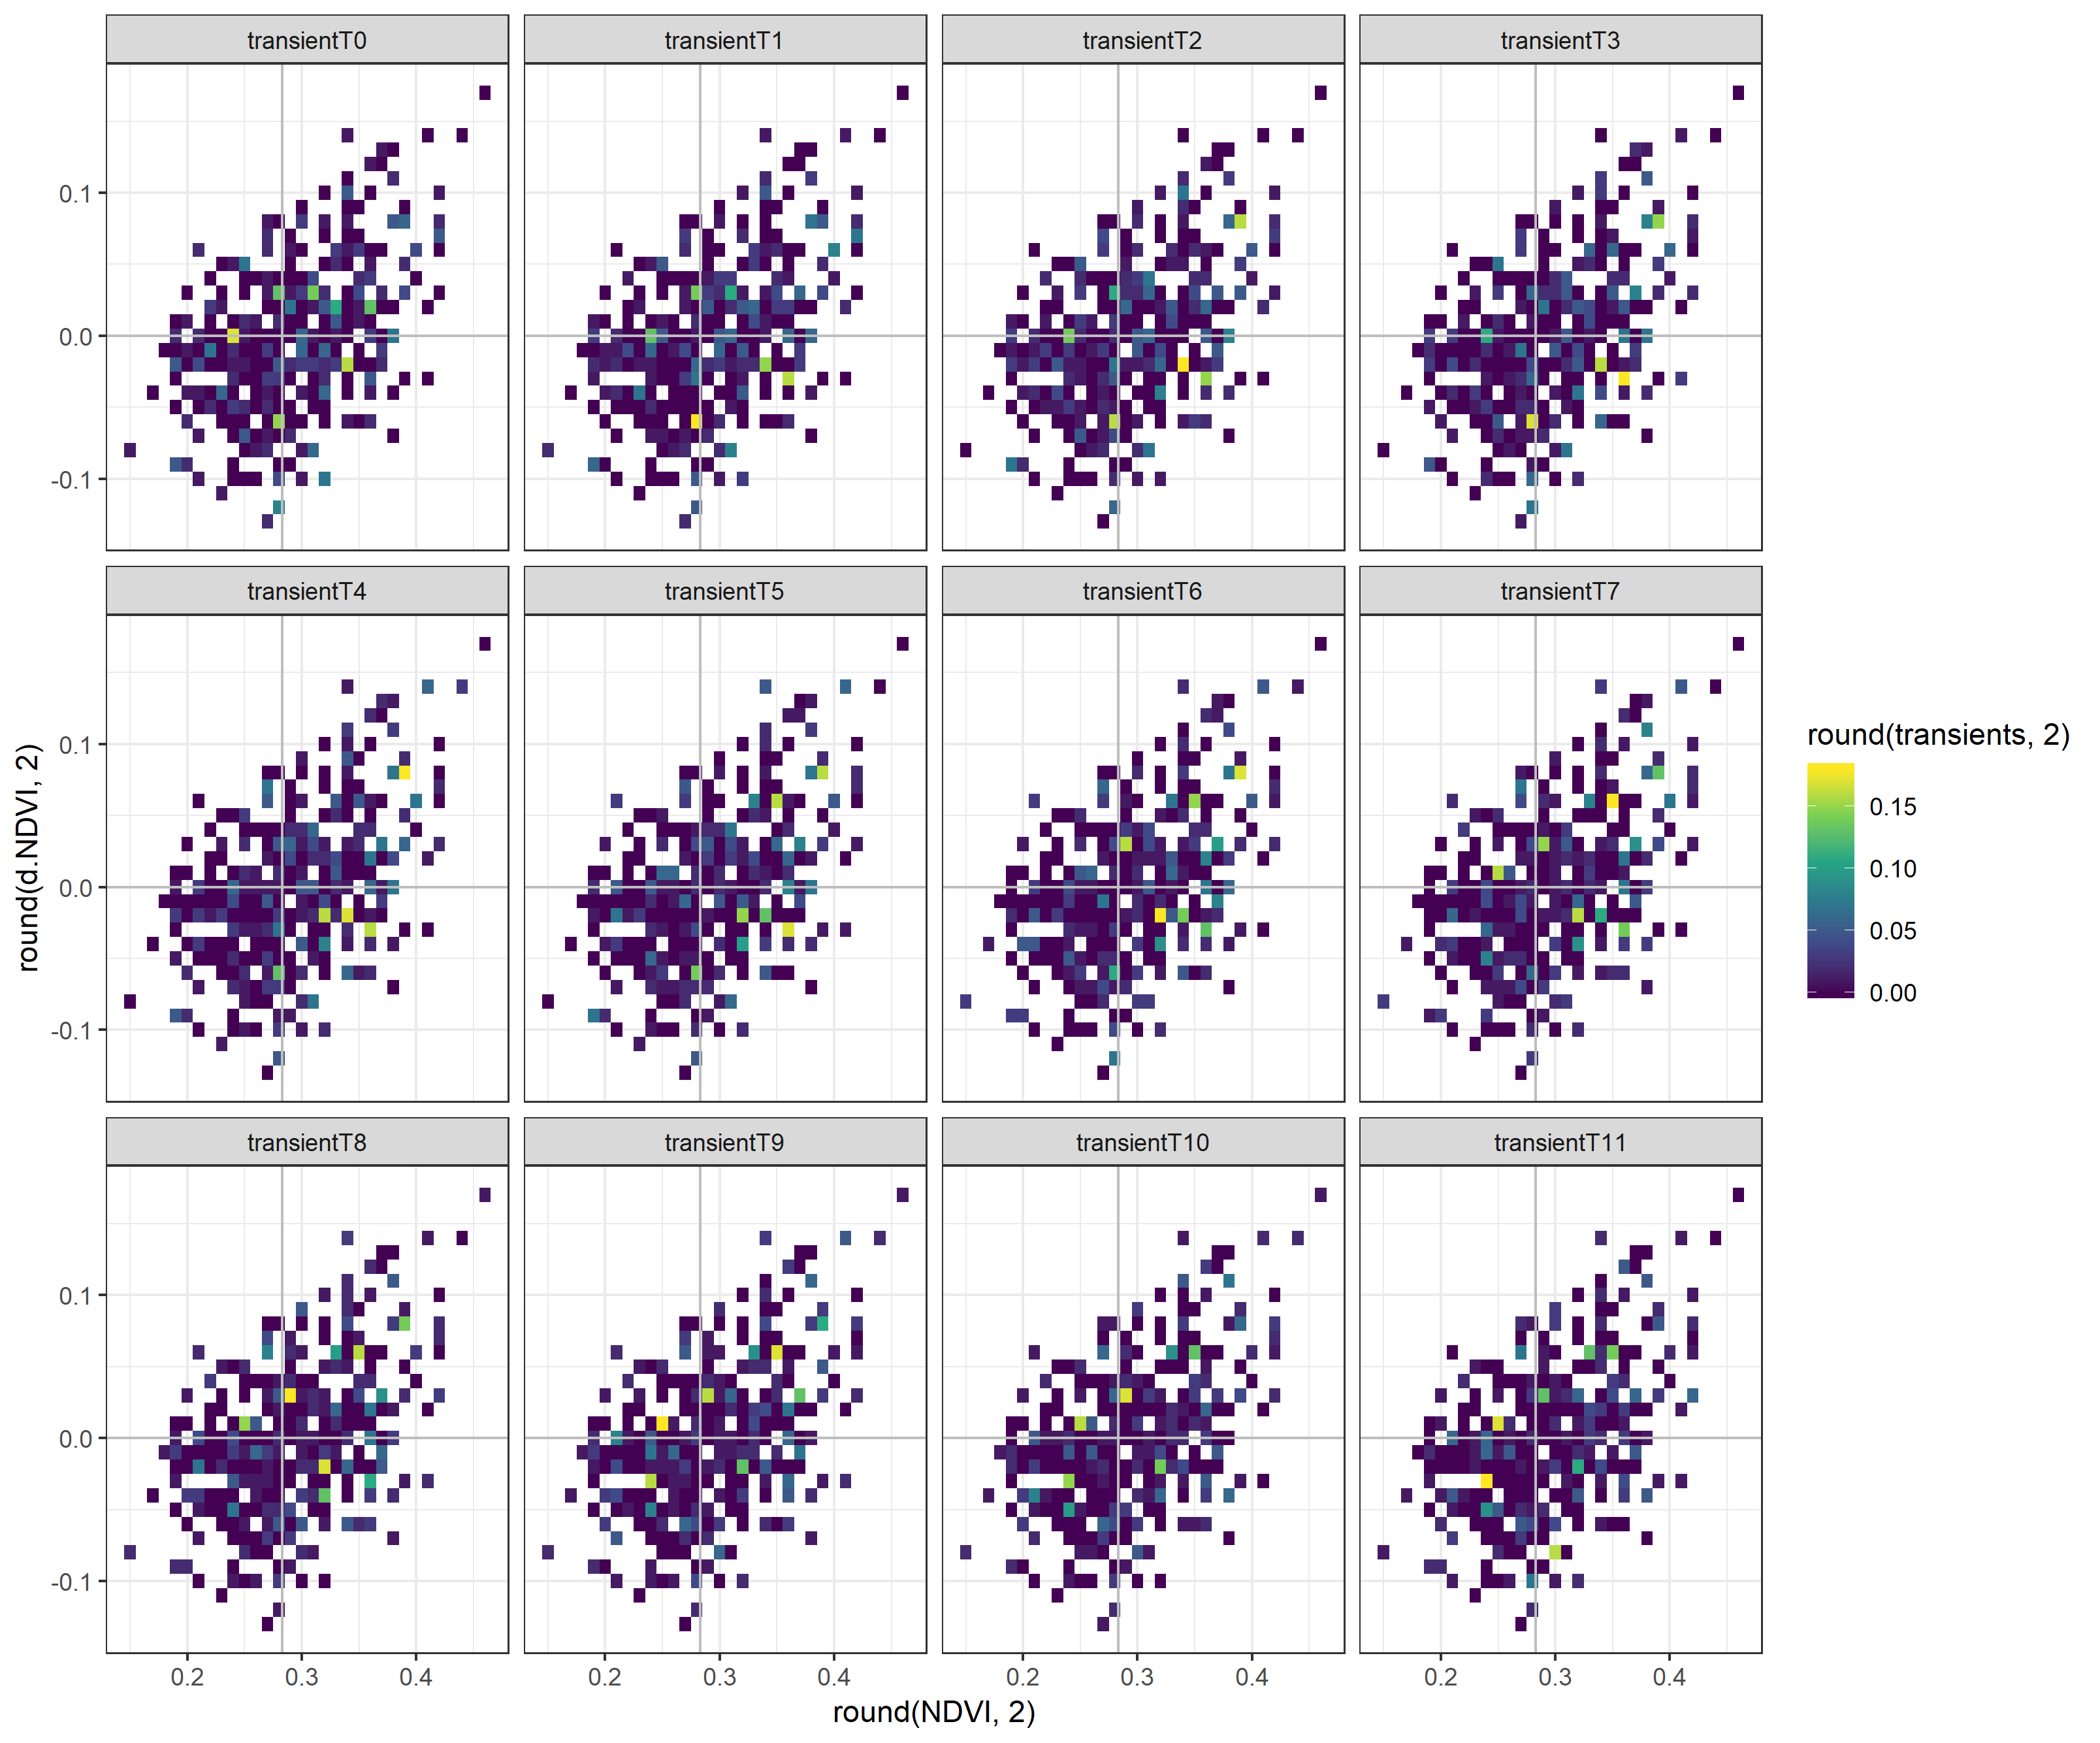 transientT0 transientT1 transientT2 transientT3
0.1
0.0
-0.1
transientT4 transientT5 transientT6 transientT7
0.1
0.0
-0.1
transientT8 transientT9 transientT10 transientT11
0.1
0.0
-0.1
0.2 0.3 0.4 0.2 0.3 0.4 0.2 0.3 0.4 0.2 0.3 0.4
round(NDVI, 2)
round(d.NDVI, 2)
round(transients, 2)
0.15
0.10
0.05
0.00